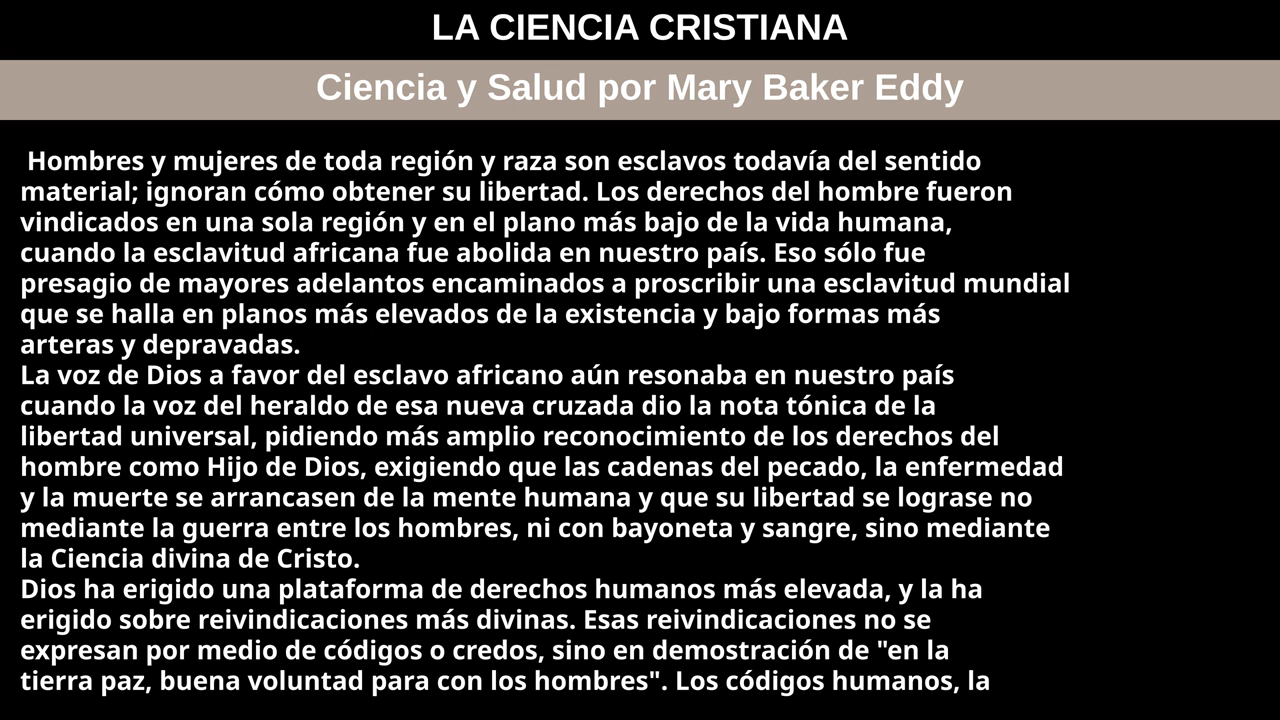 LA CIENCIA CRISTIANA
Ciencia y Salud por Mary Baker Eddy
Hombres y mujeres de toda región y raza son esclavos todavía del sentido
material; ignoran cómo obtener su libertad. Los derechos del hombre fueron
vindicados en una sola región y en el plano más bajo de la vida humana,
cuando la esclavitud africana fue abolida en nuestro país. Eso sólo fue
presagio de mayores adelantos encaminados a proscribir una esclavitud mundial
que se halla en planos más elevados de la existencia y bajo formas más
arteras y depravadas.
La voz de Dios a favor del esclavo africano aún resonaba en nuestro país
cuando la voz del heraldo de esa nueva cruzada dio la nota tónica de la
libertad universal, pidiendo más amplio reconocimiento de los derechos del
hombre como Hijo de Dios, exigiendo que las cadenas del pecado, la enfermedad
y la muerte se arrancasen de la mente humana y que su libertad se lograse no
mediante la guerra entre los hombres, ni con bayoneta y sangre, sino mediante
la Ciencia divina de Cristo.
Dios ha erigido una plataforma de derechos humanos más elevada, y la ha
erigido sobre reivindicaciones más divinas. Esas reivindicaciones no se
expresan por medio de códigos o credos, sino en demostración de "en la
tierra paz, buena voluntad para con los hombres". Los códigos humanos, la